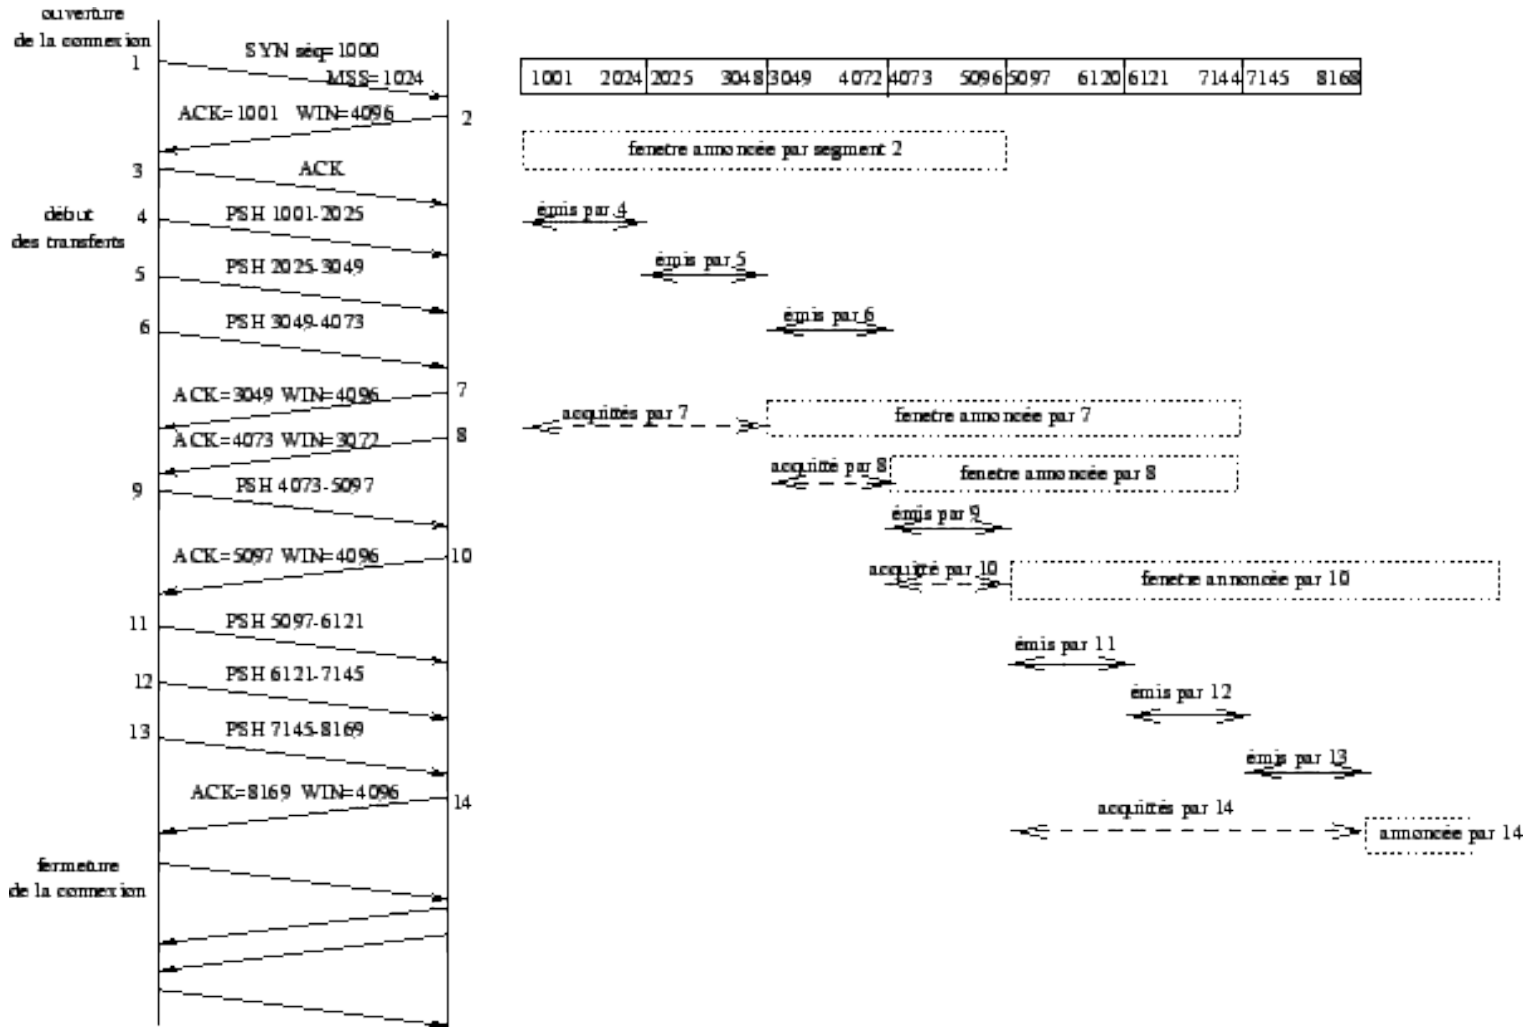 ouverture
de la connexion
1
SYN séq=1000
MSS=1024
ACK=1001 WIN=4096
2
3
ACK
début
des transferts
4
PSH 1001-2025
5
PSH 2025-3049
6
PSH 3049-4073
ACK=3049 WIN=4096
7
ACK=4073 WIN=3072
8
9
PSH 4073-5097
ACK=5097 WIN=4096
10
11
PSH 5097-6121
12
PSH 6121-7145
13
PSH 7145-8169
ACK=8169 WIN=4096
14
fermeture
de la connexion
1001 2024 2025 3048 3049 4072 4073 5096 5097 6120 6121 7144 7145 8168
fenetre annoncée par segment 2
émis par 4
émis par 5
émis par 6
acquittés par 7
fenetre annoncée par 7
acquitté par 8
fenetre annoncée par 8
émis par 9
acquitté par 10
fenetre annoncée par 10
émis par 11
émis par 12
émis par 13
acquittés par 14
annoncée par 14